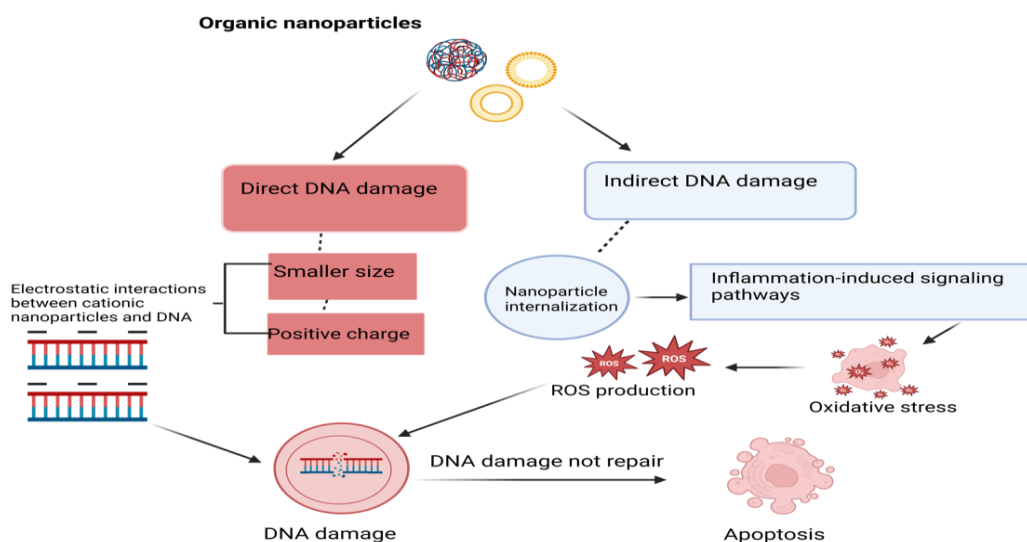 Organic nanoparticles
Direct DNA damage
Indirect DNA damage
Smaller size
Positive charge
Electrostatic interactions
between cationic
nanoparticles and DNA
Nanoparticle
internalization
Inflammation-induced signaling
pathways
ROS
ROS
ROS production
Oxidative stress
DNA damage not repair
DNA damage
Apoptosis